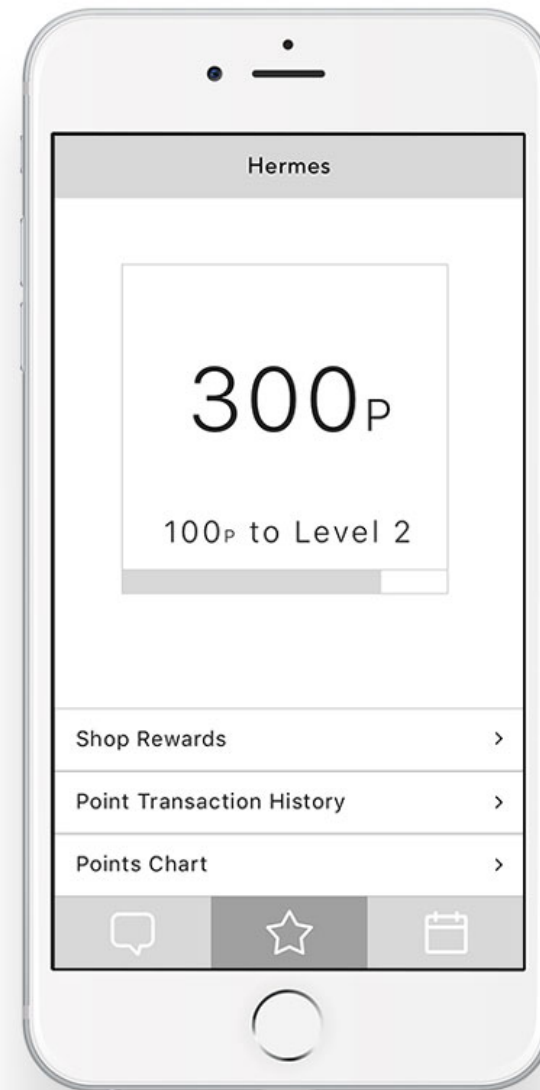 Hermes
300P
100P to Level 2
Shop Rewards
Point Transaction History
Points Chart